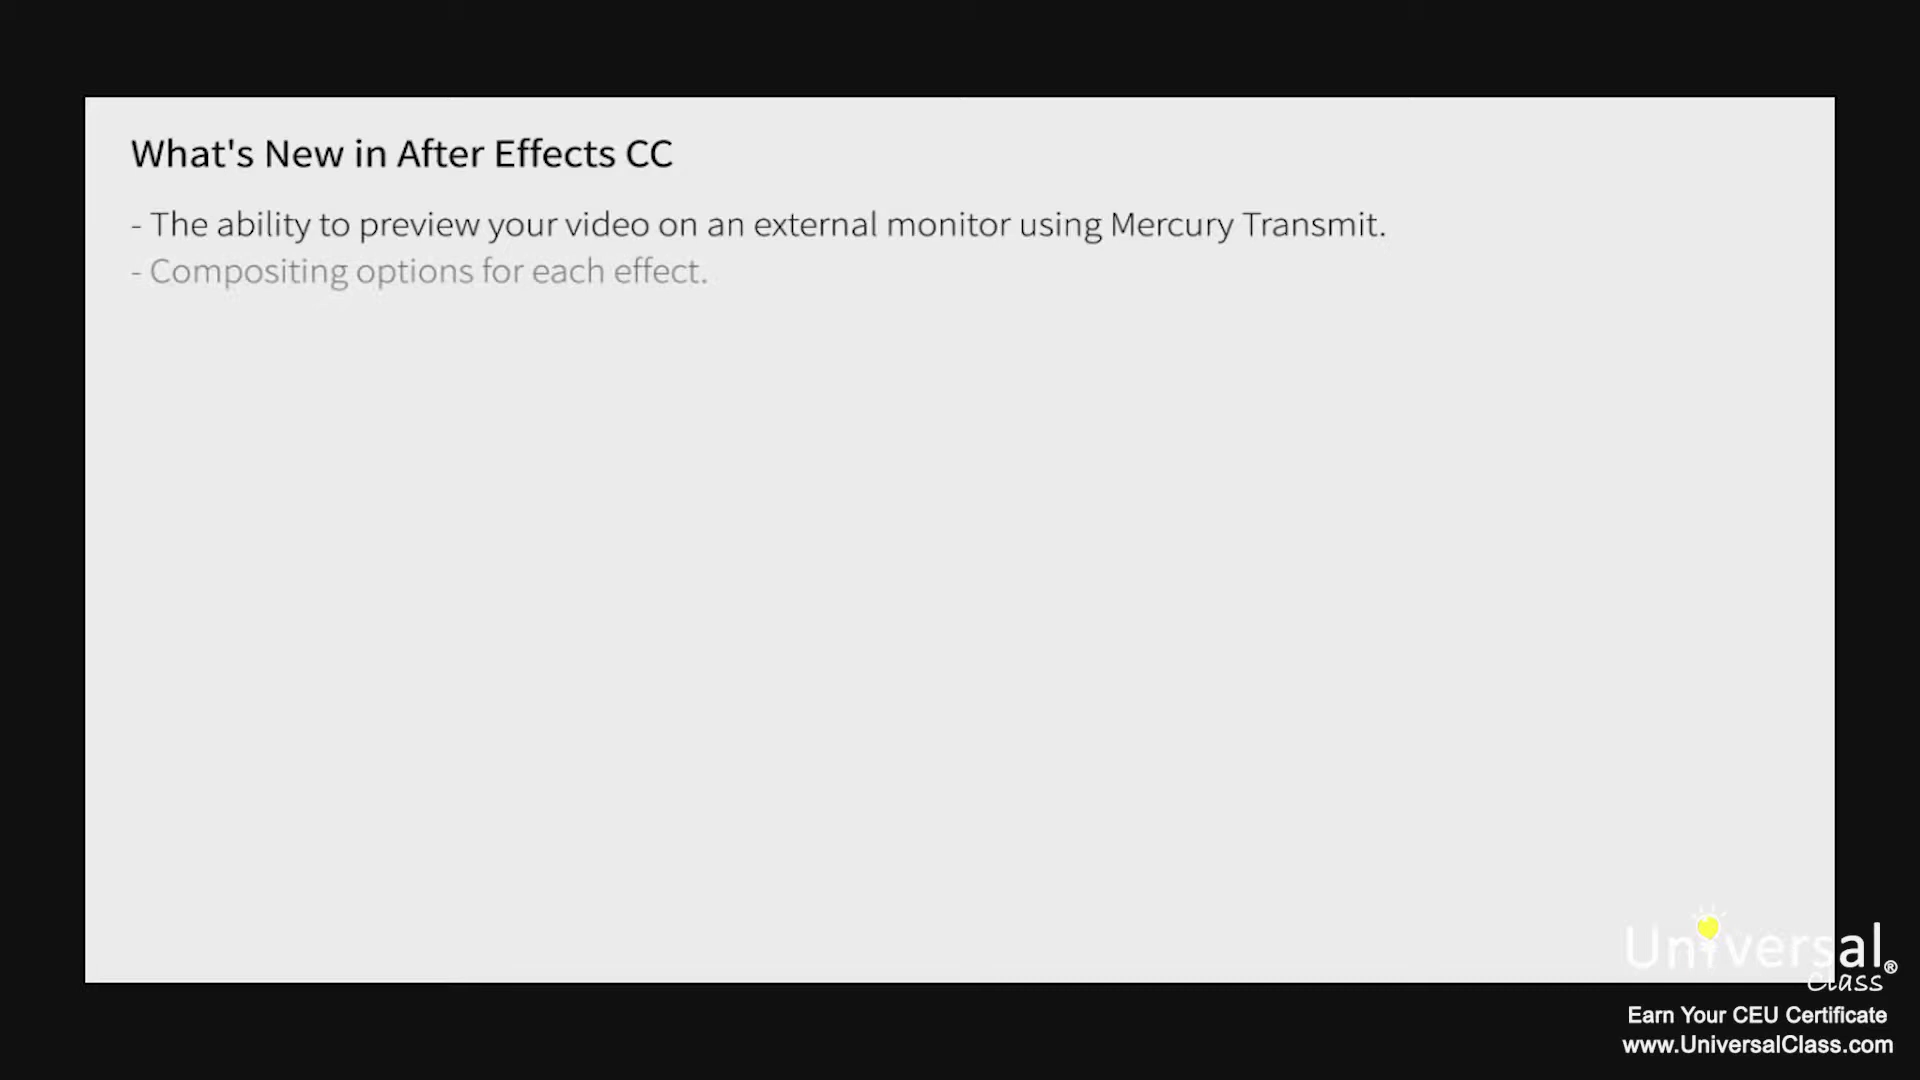 What's New in After Effects CC
- The ability to preview your video on an external monitor using Mercury Transmit.
- Compositing options for each effect.
Universal®
Class
Earn Your CEU Certificate
www.UniversalClass.com